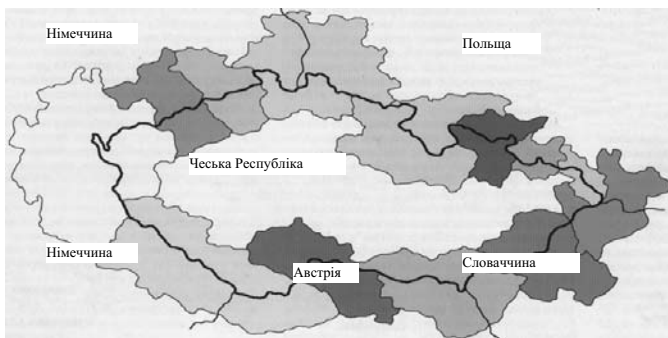 Німеччина
Польща
Чеська Республіка
Німеччина
Австрія
Словаччина